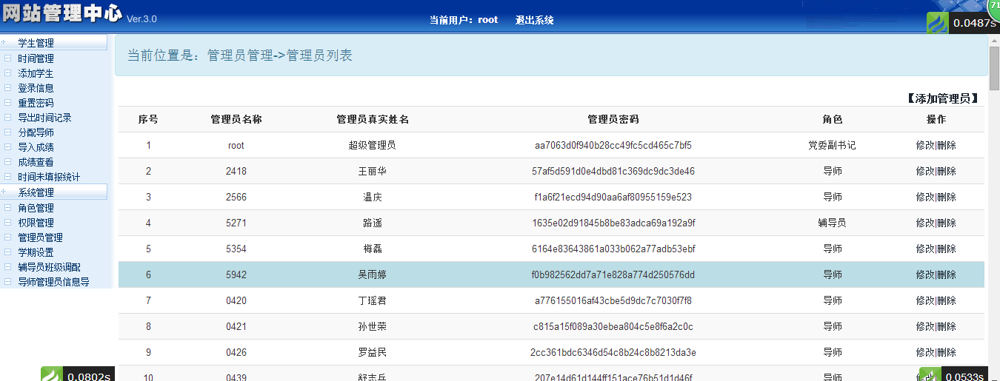 网站管理中心 Ver.3.0
当前用户：root 退出系统
71
0.0487s
学生管理
时间管理
添加学生
登录信息
重置密码
导出时间记录
分配导师
导入成绩
成绩查看
时间未填报统计
系统管理
角色管理
权限管理
管理员管理
学期设置
辅导员班级调配
导师管理员信息导
0.0802s
当前位置是：管理员管理->管理员列表
【添加管理员】
序号 管理员名称 管理员真实姓名 管理员密码 角色 操作
1 root 超级管理员 aa7063d0f940b28cc49fc5cd465c7bf5 党委副书记 修改|删除
2 2418 王丽华 57af5d591d0e4dbd81c369dc9dc3de46 导师 修改|删除
3 2566 温庆 f1a6f21ecd94d90aa6af80955159e523 导师 修改|删除
4 5271 路遥 1635e02d91845b8be83adca69a192a9f 辅导员 修改|删除
5 5354 梅磊 6164e83643861a033b062a77adb53ebf 导师 修改|删除
6 5942 吴雨婷 f0b982562dd7a71e828a774d250576dd 导师 修改|删除
7 0420 丁瑶君 a776155016af43cbe5d9dc7c7030f7f8 导师 修改|删除
8 0421 孙世荣 c815a15f089a30ebea804c5e8f6a2c0c 导师 修改|删除
9 0426 罗益民 2cc361bdc6346d54c8b24c8b8213da3e 导师 修改|删除
10 0439 舒志兵 207e14d61d144ff151ace76b51d1d46f 导师
0.0533s